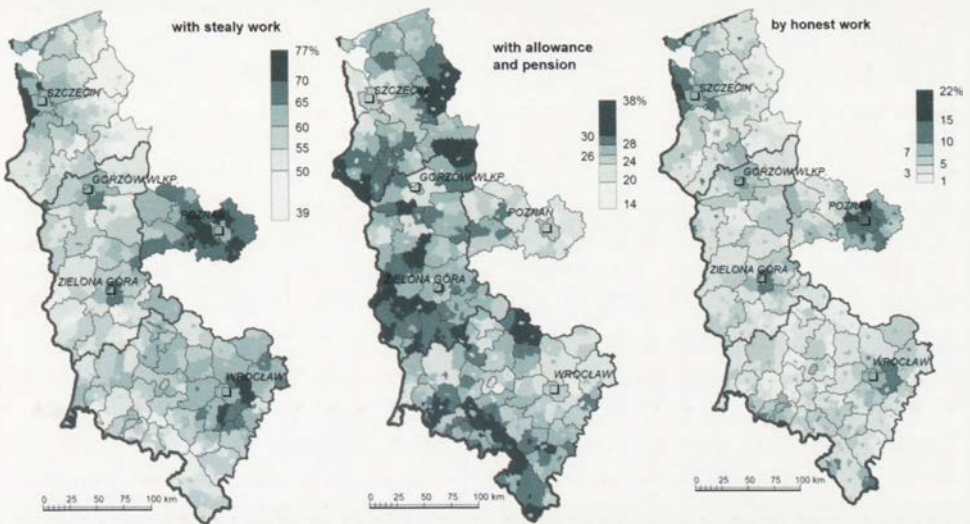 with stealy work
77%
70
65
60
55
50
39
SZCZECIN
GORZÓW WLKP.
POZNAŃ
ZIELONA GÓRA
WROCŁAW
0 25 50 100 km
with allowance
and pension
38%
30 28
26 24
20
14
SZCZECIN
GORZÓW WLKP.
POZNAŃ
ZIELONA GÓRA
WROCŁAW
0 25 50 100 km
by honest work
22%
15
10
7 5
3 1
SZCZECIN
GORZÓW WLKP.
POZNAŃ
ZIELONA GÓRA
WROCŁAW
0 25 50 100 km